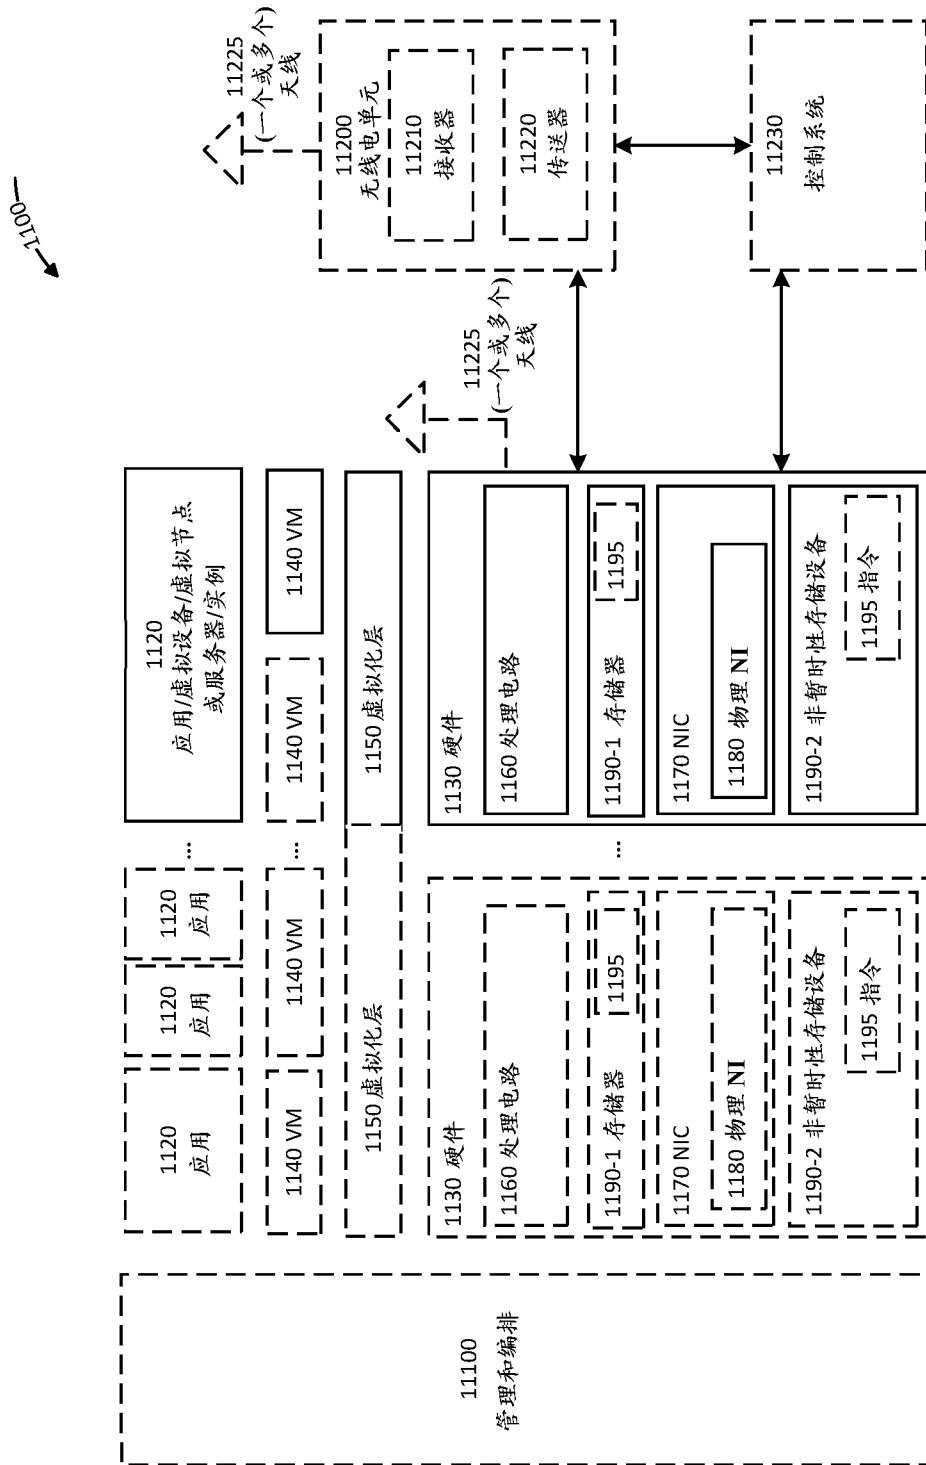 1100
1120
应用/虚拟设备/虚拟节点
或服务器/实例
...
1120
应用
1120
应用
1120
应用
1140 VM
1140 VM
...
1140 VM
1140 VM
1150 虚拟化层
1150 虚拟化层
11225
(一个或多个)
天线
11200
无线电单元
11210
接收器
11220
传送器
11230
控制系统
11225
(一个或多个)
天线
1130 硬件
1160 处理电路
1190-1 存储器
1195
1170 NIC
1180 物理 NI
1190-2 非暂时性存储设备
1195 指令
...
1130 硬件
1160 处理电路
1190-1 存储器
1195
1170 NIC
1180 物理 NI
1190-2 非暂时性存储设备
1195 指令
11100
管理和编排